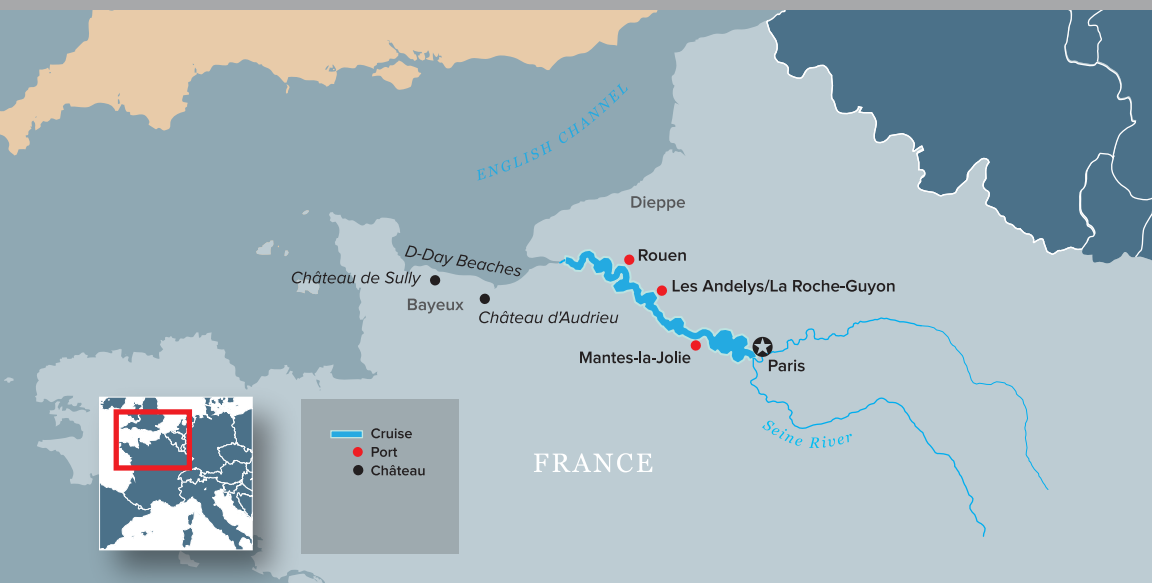 ENGLISH CHANNEL
Dieppe
D-Day Beaches
Rouen
Château de Sully
Les Andelys/La Roche-Guyon
Bayeux
Château d'Audrieu
Mantes-la-Jolie
Paris
Seine River
FRANCE
Cruise
Port
Château